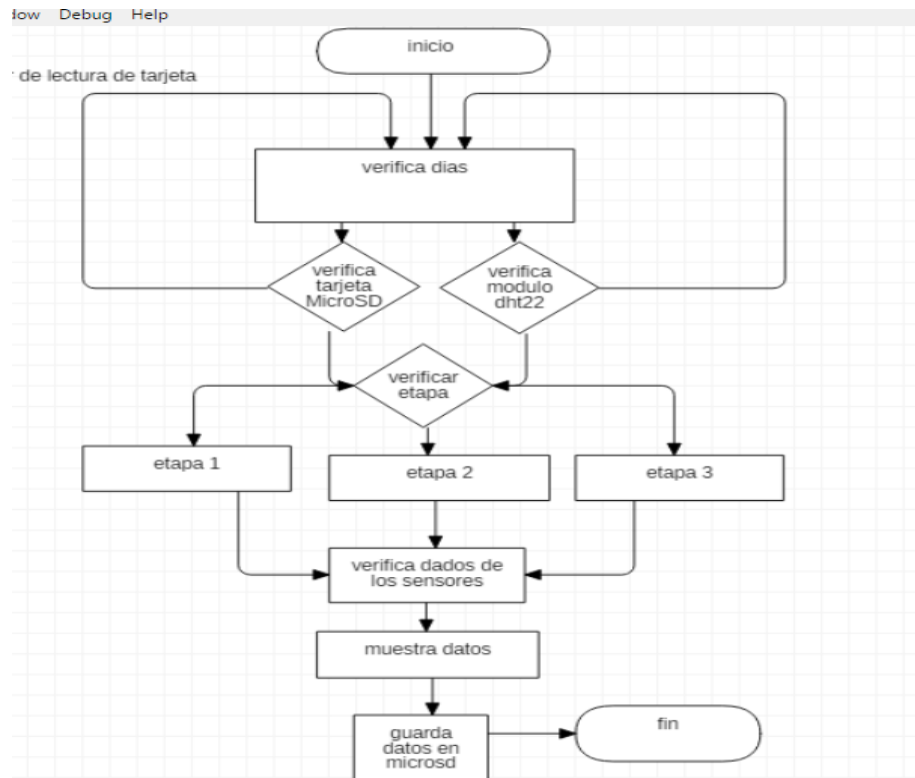 Debug Help
inicio
de lectura de tarjeta
verifica dias
verifica
tarjeta
MicroSD
verifica
modulo
dht22
verificar
etapa
etapa 1
etapa 2
etapa 3
verifica dados de
los sensores
muestra datos
guarda
datos en
microsd
fin